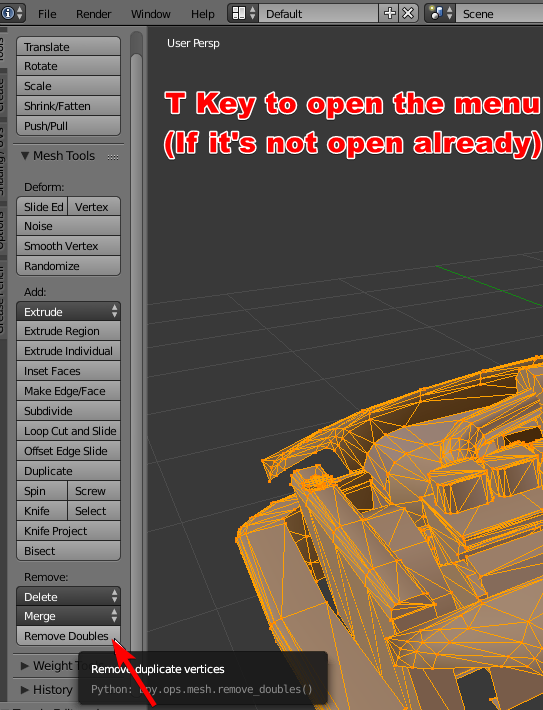 File Render Window Help Default Scene
Tools
Create
Shading / UVs
Options
Grease Pencil
User Persp
T Key to open the menu
(If it's not open already)
Translate
Rotate
Scale
Shrink/Fatten
Push/Pull
Mesh Tools
Deform:
Slide Ed Vertex
Noise
Smooth Vertex
Randomize
Add:
Extrude
Extrude Region
Extrude Individual
Inset Faces
Make Edge/Face
Subdivide
Loop Cut and Slide
Offset Edge Slide
Duplicate
Spin Screw
Knife Select
Knife Project
Bisect
Remove:
Delete
Merge
Remove Doubles
Remove duplicate vertices
Python: bpy.ops.mesh.remove_doubles()
Weight T
History